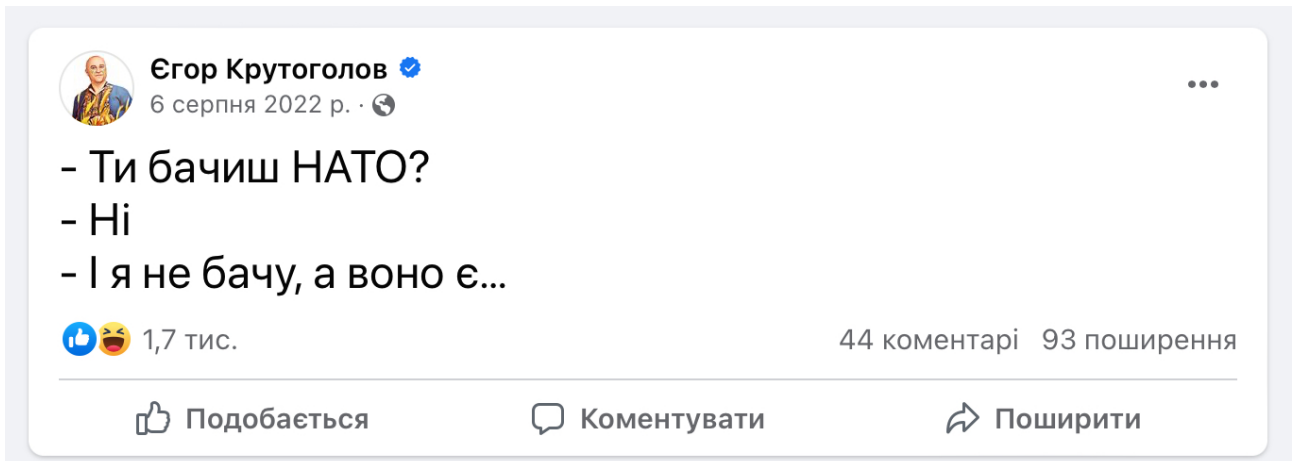 Єгор Крутоголов
6 серпня 2022 р. ·
- Ти бачиш НАТО?
- Ні
- І я не бачу, а воно є...
1,7 тис.
44 коментарі 93 поширення
Подобається Коментувати Поширити